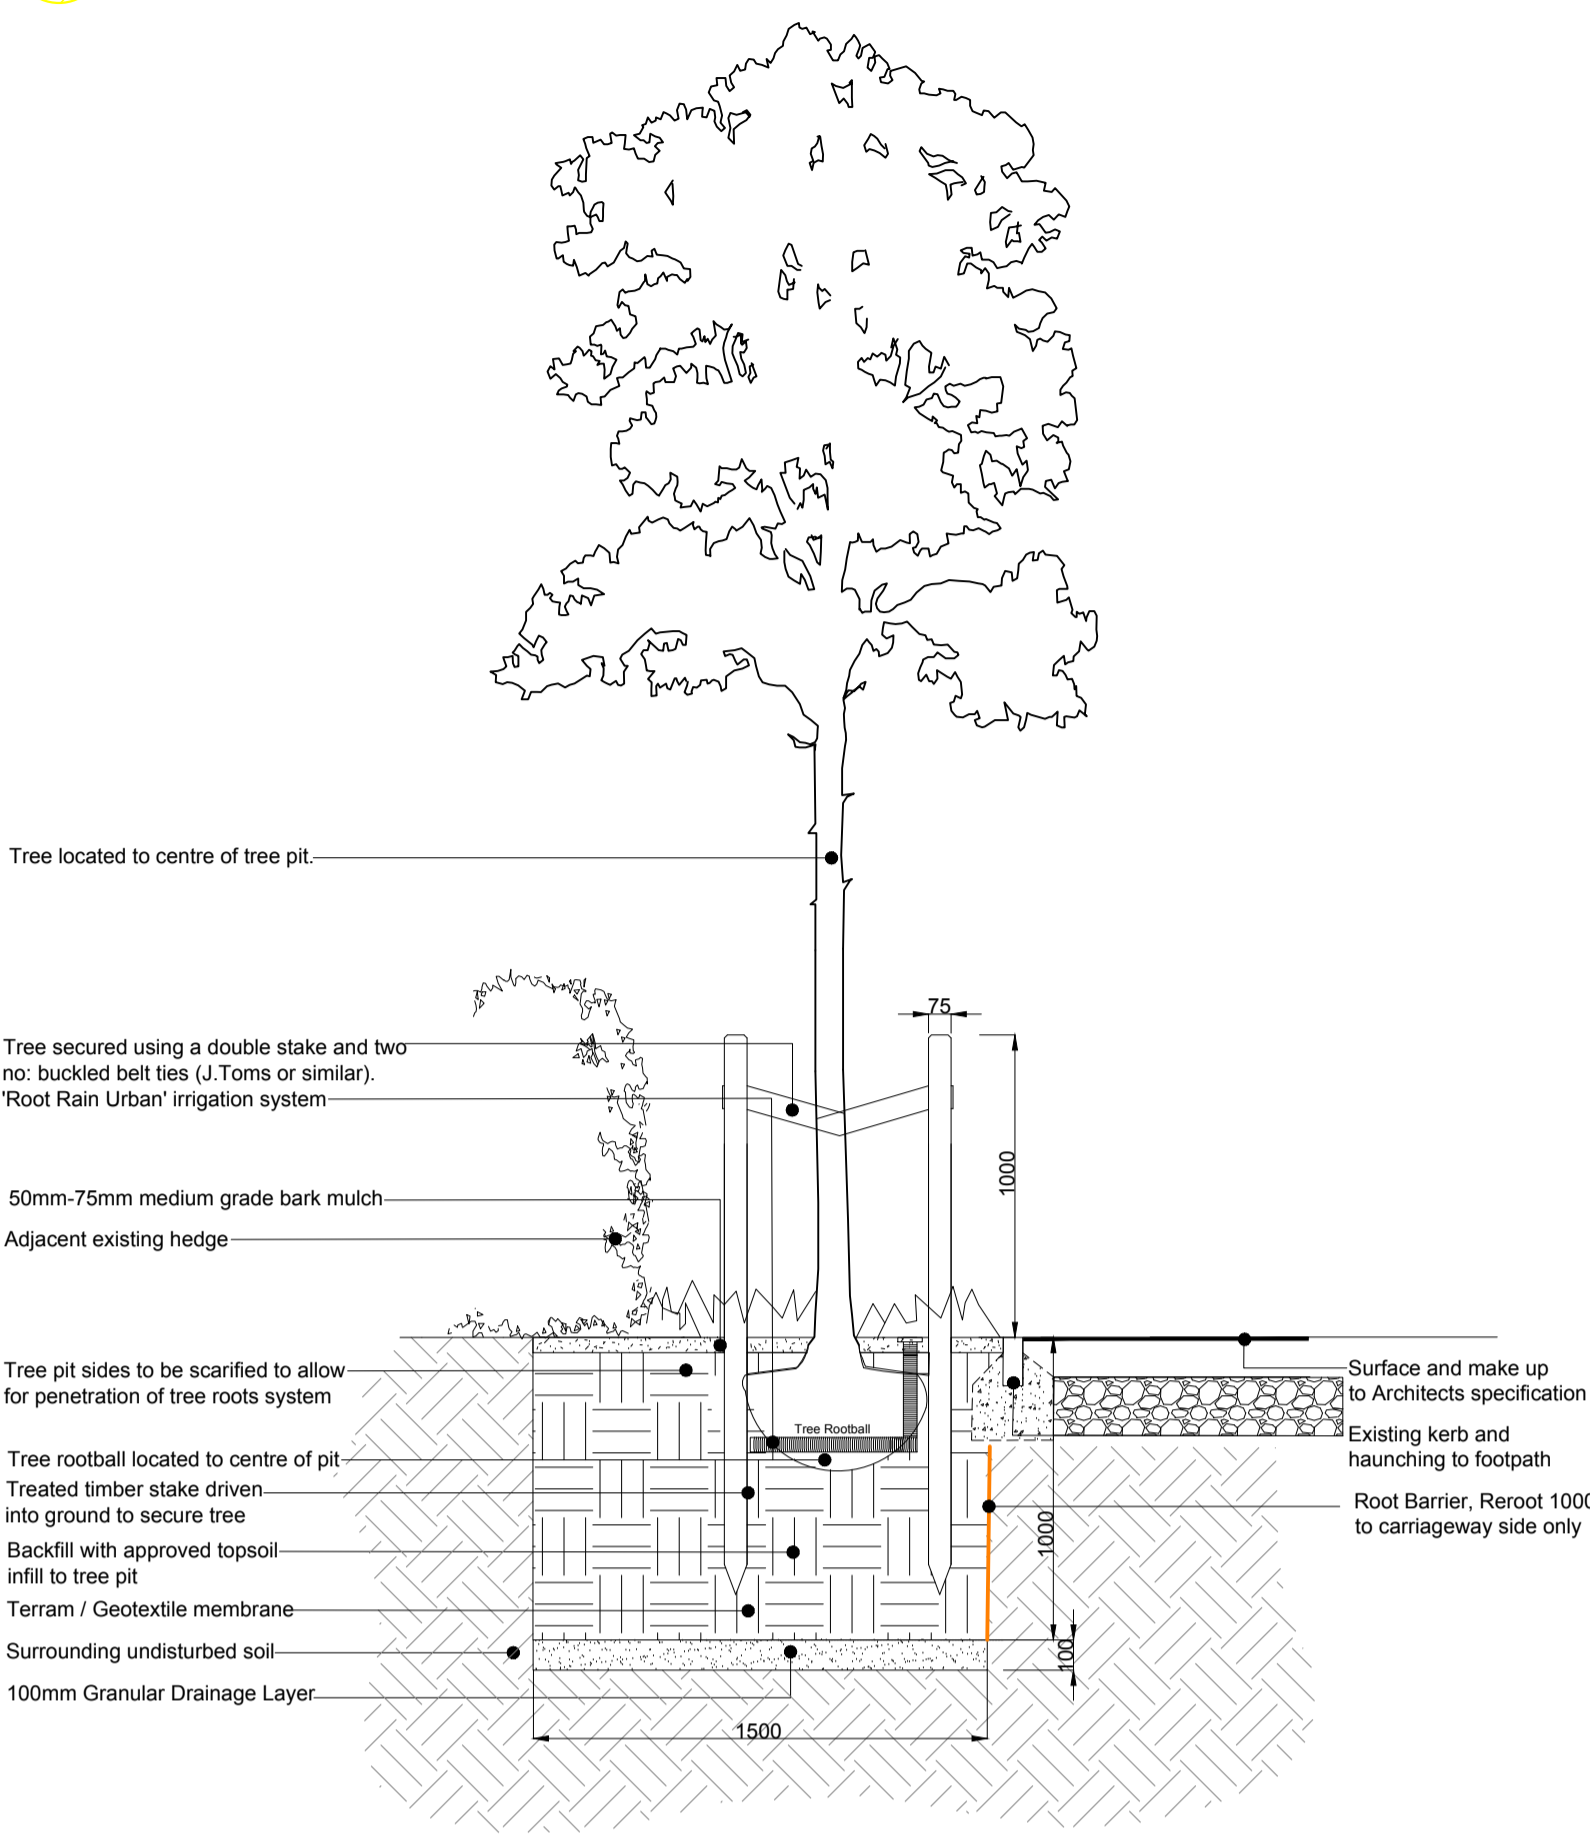 Tree located to centre of tree pit.
75
Tree secured using a double stake and two
no: buckled belt ties (J.Toms or similar).
'Root Rain Urban' irrigation system
1000
50mm-75mm medium grade bark mulch
Adjacent existing hedge
Tree pit sides to be scarified to allow
for penetration of tree roots system
Surface and make up
to Architects specification
Tree Rootball
Existing kerb and
haunching to footpath
Tree rootball located to centre of pit
Treated timber stake driven
into ground to secure tree
Root Barrier, Reroot 1000
to carriageway side only
1000
Backfill with approved topsoil
infill to tree pit
Terram / Geotextile membrane
Surrounding undisturbed soil
100
100mm Granular Drainage Layer
1500